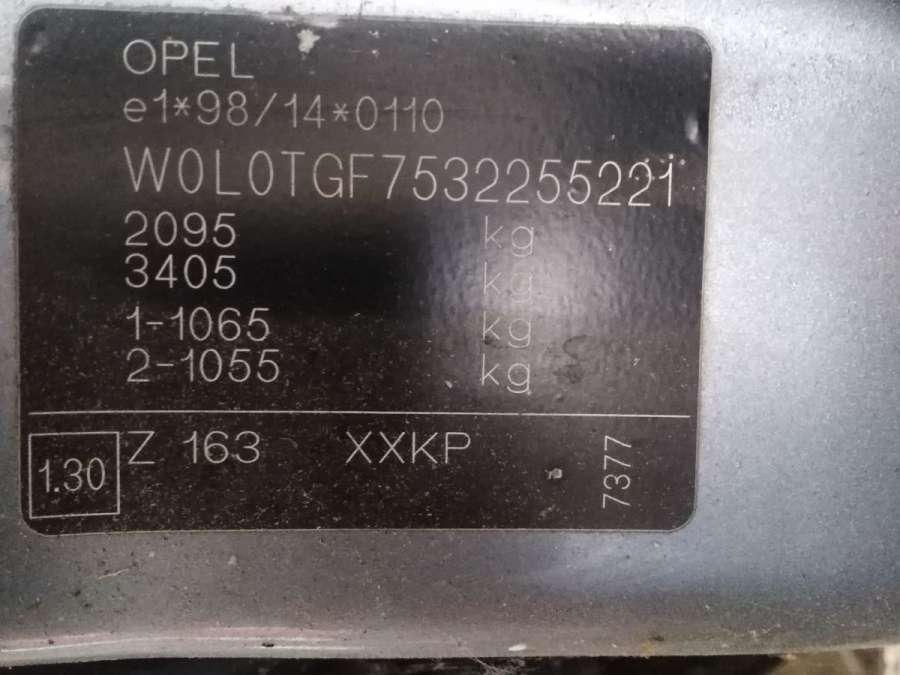 OPEL
e1*98/14*0110
W0L0TGF7532255221
2095 kg
3405 kg
1-1065 kg
2-1055 kg
1.30 Z 163 XXKP 7377